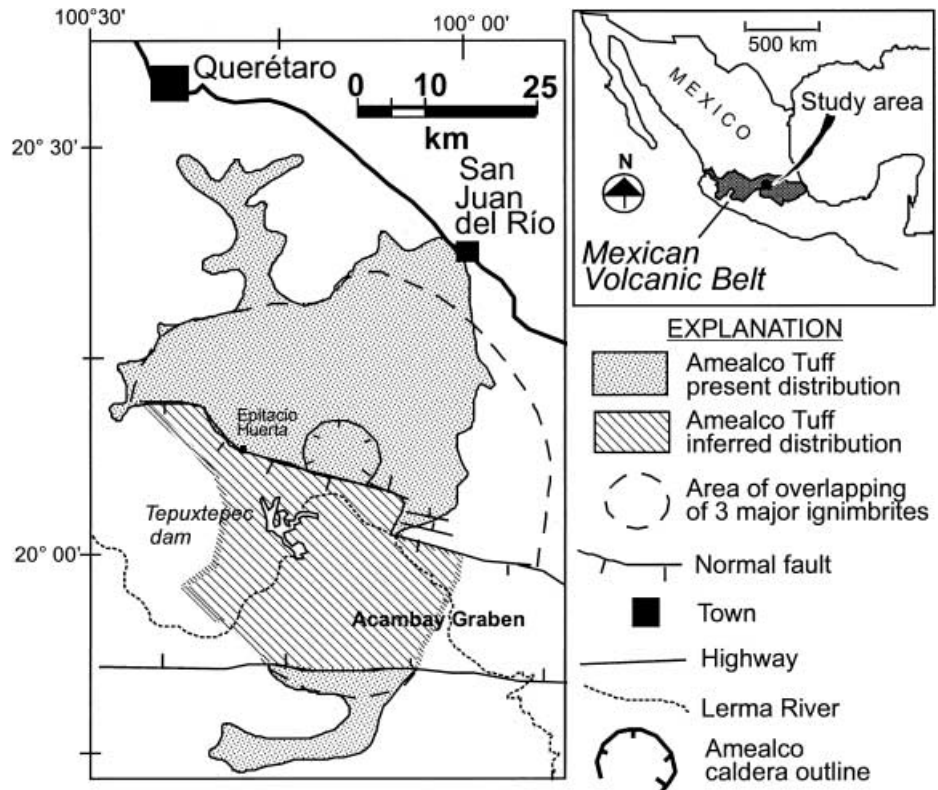 100°30'
100° 00'
Querétaro
0 10 25
km
20° 30'
San
Juan
del Río
Epitacio
Huerta
Tepuxtepec
dam
20° 00'
Acambay Graben
500 km
MEXICO
Study area
N
Mexican
Volcanic Belt
EXPLANATION
Amealco Tuff
present distribution
Amealco Tuff
inferred distribution
Area of overlapping
of 3 major ignimbrites
Normal fault
Town
Highway
Lerma River
Amealco
caldera outline